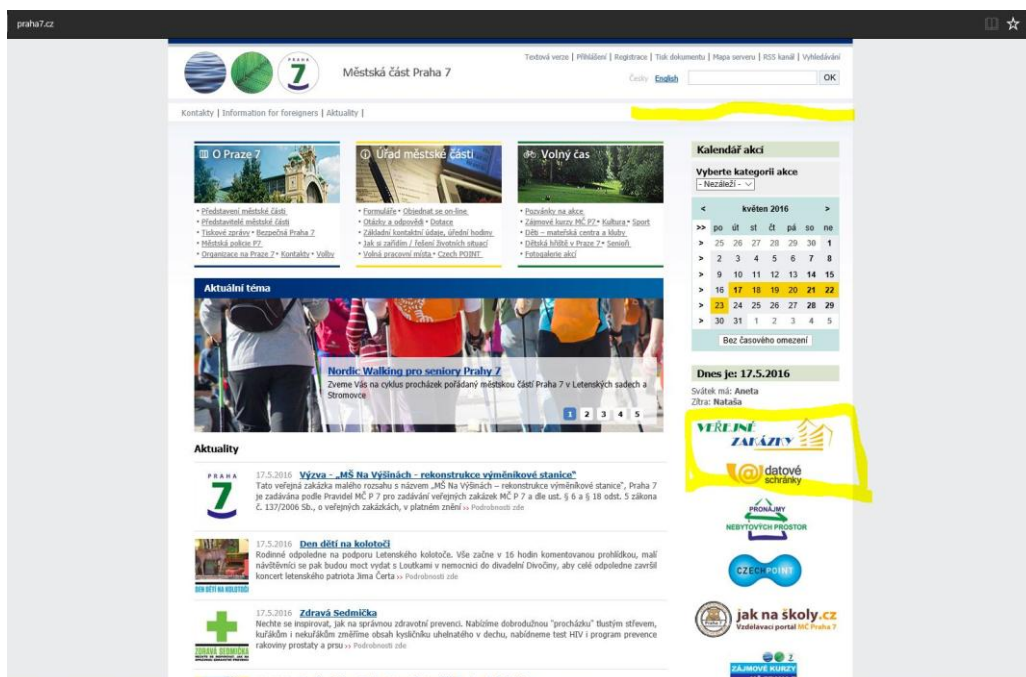 praha7.cz
PRAHA
7
Městská část Praha 7
Textová verze | Přihlášení | Registrace | Tisk dokumentu | Mapa serveru | RSS kanál | Vyhledávání
Česky English
OK
Kontakty | Information for foreigners | Aktuality |
O Praze 7
• Představení městské části
• Představitelé městské části
• Tiskové zprávy • Bezpečná Praha 7
• Městská policie P7
• Organizace na Praze 7 • Kontakty • Volby
Úřad městské části
• Formuláře • Objednat se on-line
• Otázky a odpovědi • Dotace
• Základní kontaktní údaje, úřední hodiny
• Jak si zařídím / řešení životních situací
• Volná pracovní místa • Czech POINT
Volný čas
• Pozvánky na akce
• Zájmové kurzy MČ P7 • Kultura • Sport
• Děti – mateřská centra a kluby
• Dětská hřiště v Praze 7 • Senioři
• Fotogalerie akcí
Aktuální téma
Nordic Walking pro seniory Prahy 7
Zveme Vás na cyklus procházek pořádaný městskou částí Praha 7 v Letenských sadech a
Stromovce
1 2 3 4 5
Aktuality
PRAHA
7
17.5.2016 Výzva - „MŠ Na Výšinách - rekonstrukce výměníkové stanice"
Tato veřejná zakázka malého rozsahu s názvem „MŠ Na Výšinách – rekonstrukce výměníkové stanice", Praha 7
je zadávána podle Pravidel MČ P 7 pro zadávání veřejných zakázek MČ P 7 a dle ust. § 6 a § 18 odst. 5 zákona
č. 137/2006 Sb., o veřejných zakázkách, v platném znění ›› Podrobnosti zde
DEN DĚTÍ NA KOLOTOČI
17.5.2016 Den dětí na kolotoči
Rodinné odpoledne na podporu Letenského kolotoče. Vše začne v 16 hodin komentovanou prohlídkou, malí
návštěvníci se pak budou moct vydat s Loutkami v nemocnici do divadelní Divočiny, aby celé odpoledne zavřšil
koncert letenského patriota Jima Čerta ›› Podrobnosti zde
ZDRAVÁ SEDMIČKA
17.5.2016 Zdravá Sedmička
Nechte se inspirovat, jak na správnou zdravotní prevenci. Nabízíme dobrodužnou "procházku" tlustým střevem,
kuřákům i nekuřákům změříme obsah kysličníku uhelnatého v dechu, nabídneme test HIV i program prevence
rakoviny prostaty a prsu ›› Podrobnosti zde
Kalendář akcí
Vyberte kategorii akce
- Nezáleží -
< květen 2016 >
>> po út st čt pá so ne
> 25 26 27 28 29 30 1
> 2 3 4 5 6 7 8
> 9 10 11 12 13 14 15
> 16 17 18 19 20 21 22
> 23 24 25 26 27 28 29
> 30 31 1 2 3 4 5
Bez časového omezení
Dnes je: 17.5.2016
Svátek má: Aneta
Zítra: Nataša
VEŘEJNÉ
ZAKÁZKY
@ datové
schránky
PRONÁJMY
NEBYTOVÝCH PROSTOR
CZECHPOINT
jak na školy.cz
Vzdělávací portál MČ Praha 7
7
ZÁJMOVÉ KURZY